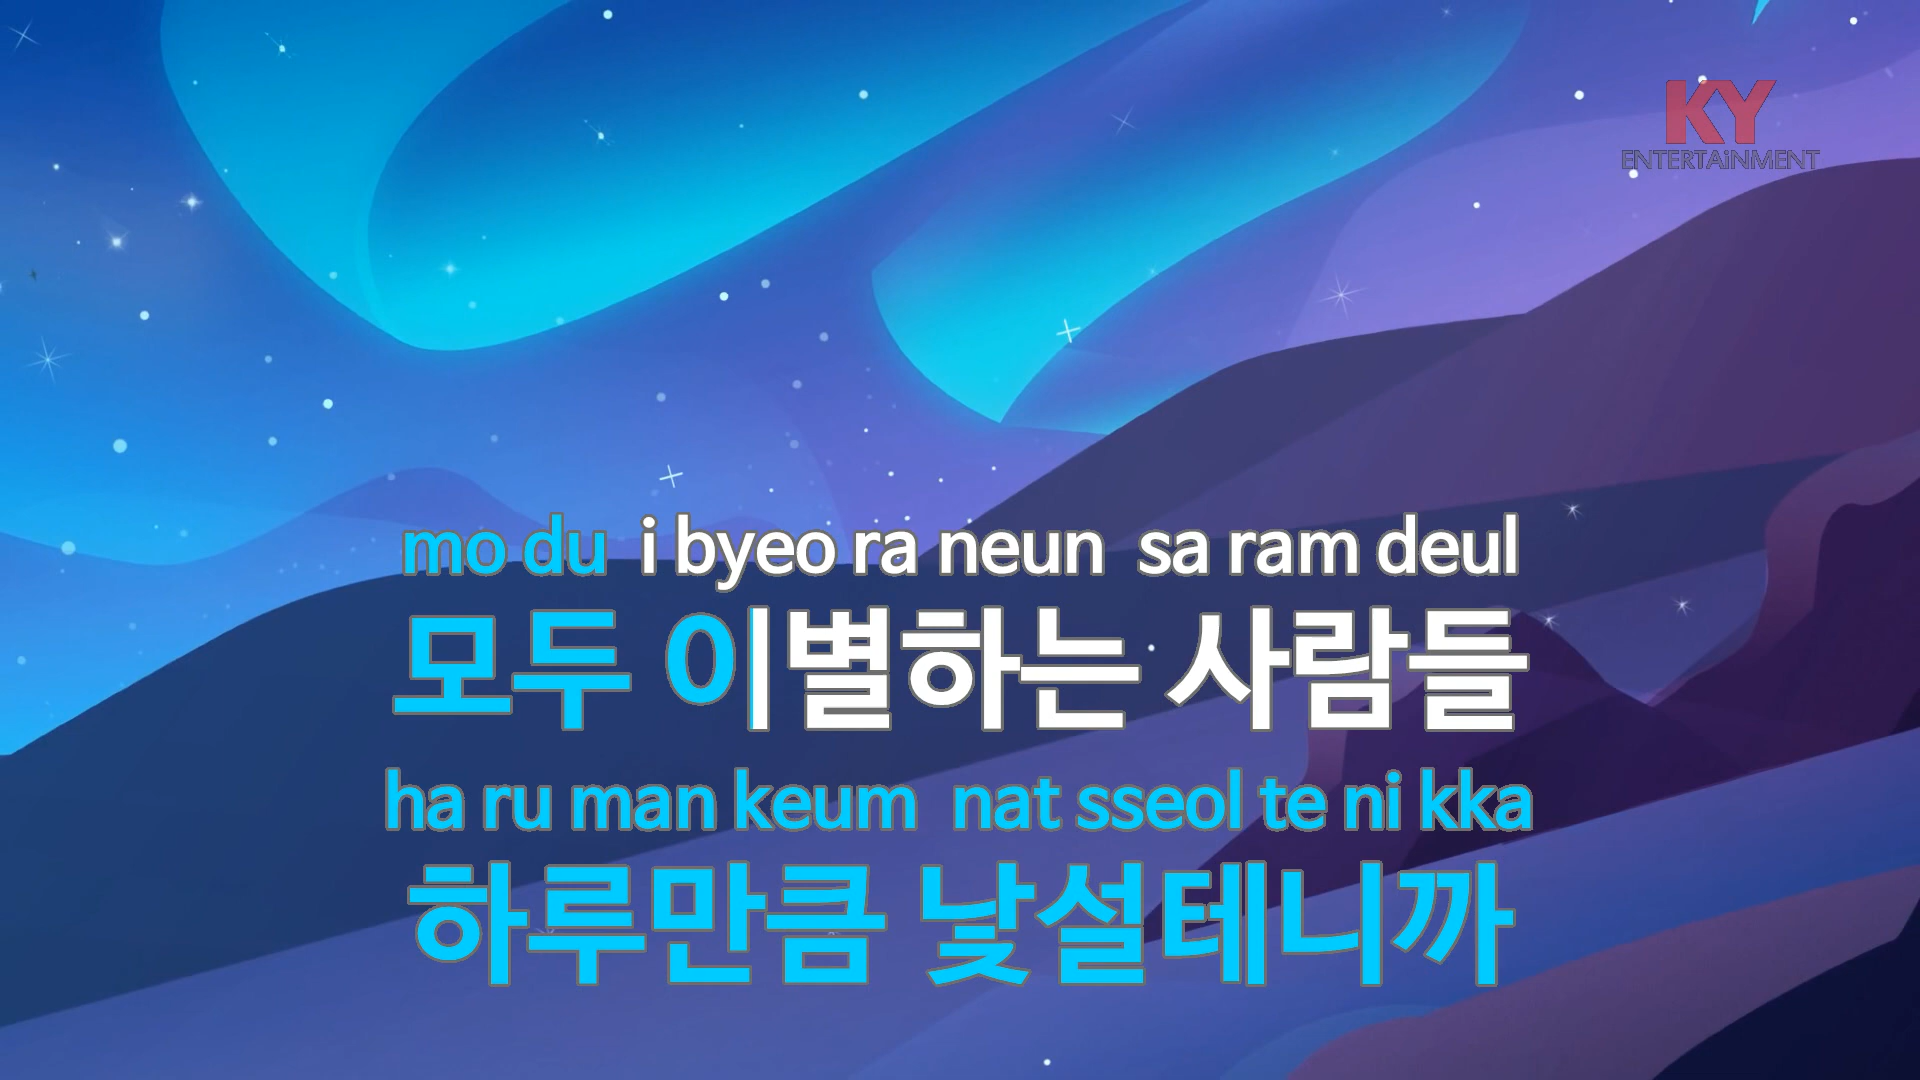 KY
ENTERTAiNMENT
mo du i byeo ra neun sa ram deul
모두 이별하는 사람들
ha ru man keum nat sseol te ni kka
하루만큼 낯설테니까